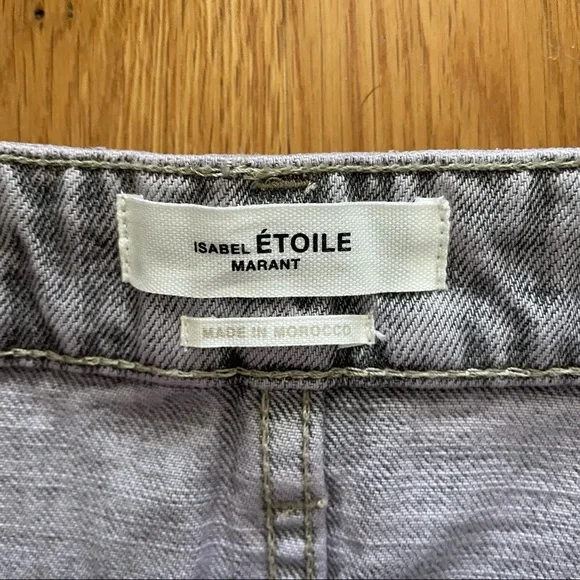 ISABEL ÉTOILE
MARANT
MADE IN MOROCCO